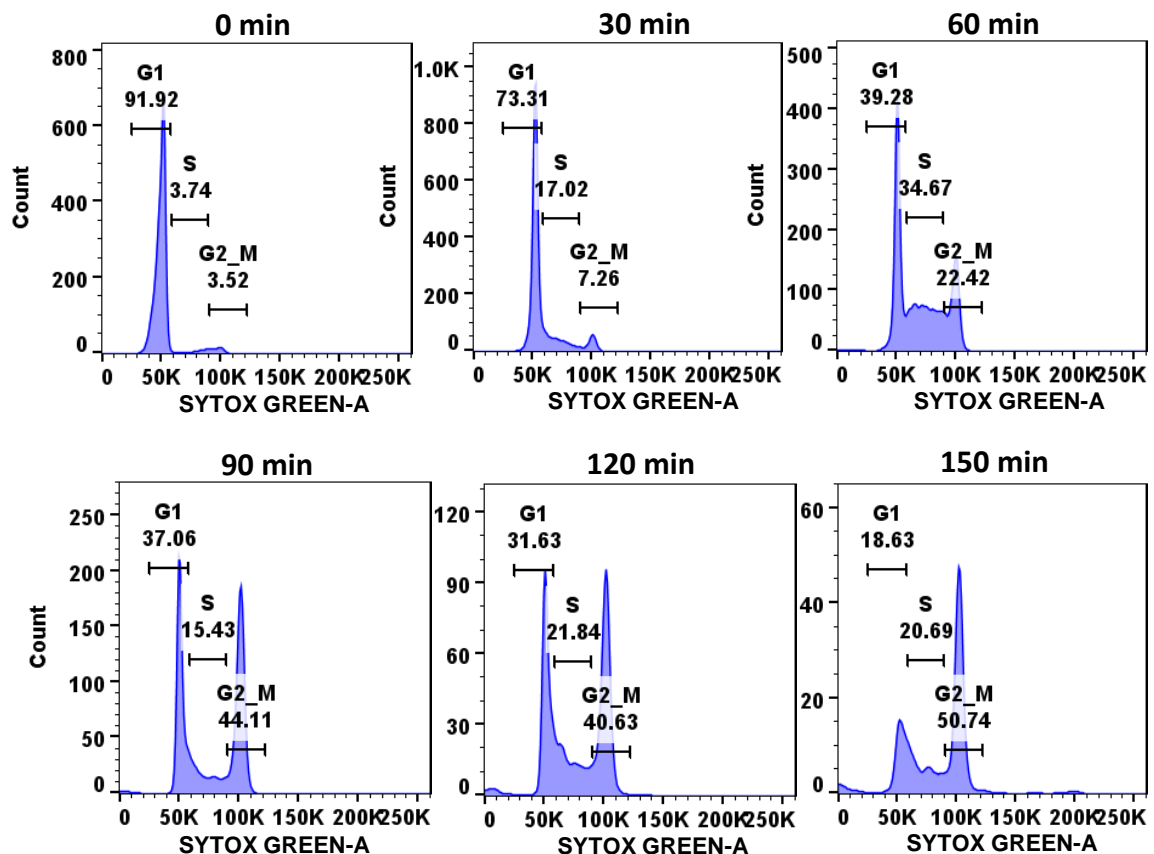 0 min
30 min
60 min
800
600
400
200
0
Count
G1
91.92
S
3.74
G2_M
3.52
0 50K 100K 150K 200K 250K
SYTOX GREEN-A
1.0K
800
600
400
200
0
Count
G1
73.31
S
17.02
G2_M
7.26
0 50K 100K 150K 200K 250K
SYTOX GREEN-A
500
400
300
200
100
0
Count
G1
39.28
S
34.67
G2_M
22.42
0 50K 100K 150K 200K 250K
SYTOX GREEN-A
90 min
120 min
150 min
250
200
150
100
50
0
Count
G1
37.06
S
15.43
G2_M
44.11
0 50K 100K 150K 200K 250K
SYTOX GREEN-A
120
90
60
30
0
G1
31.63
S
21.84
G2_M
40.63
0 50K 100K 150K 200K 250K
SYTOX GREEN-A
60
40
20
0
G1
18.63
S
20.69
G2_M
50.74
0 50K 100K 150K 200K 250K
SYTOX GREEN-A